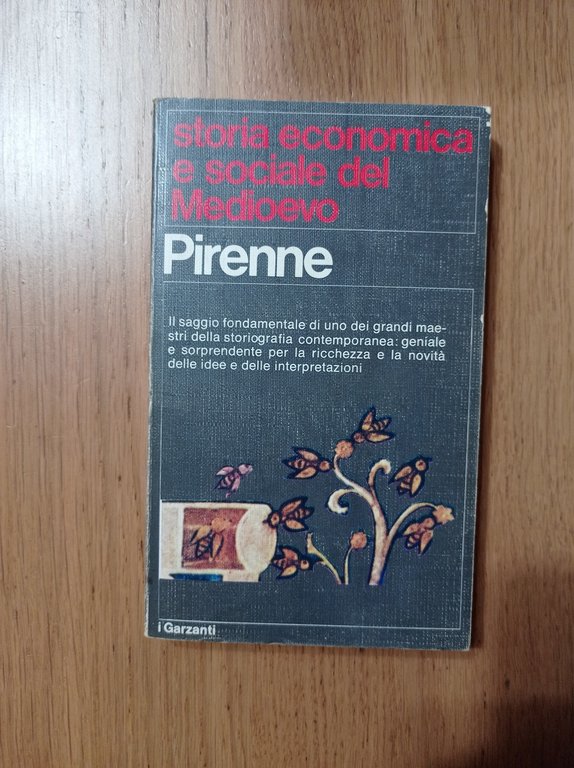 storia economica
e sociale del
Medioevo
Pirenne
Il saggio fondamentale di uno dei grandi mae-
stri della storiografia contemporanea: geniale
e sorprendente per la ricchezza e la novità
delle idee e delle interpretazioni
i Garzanti